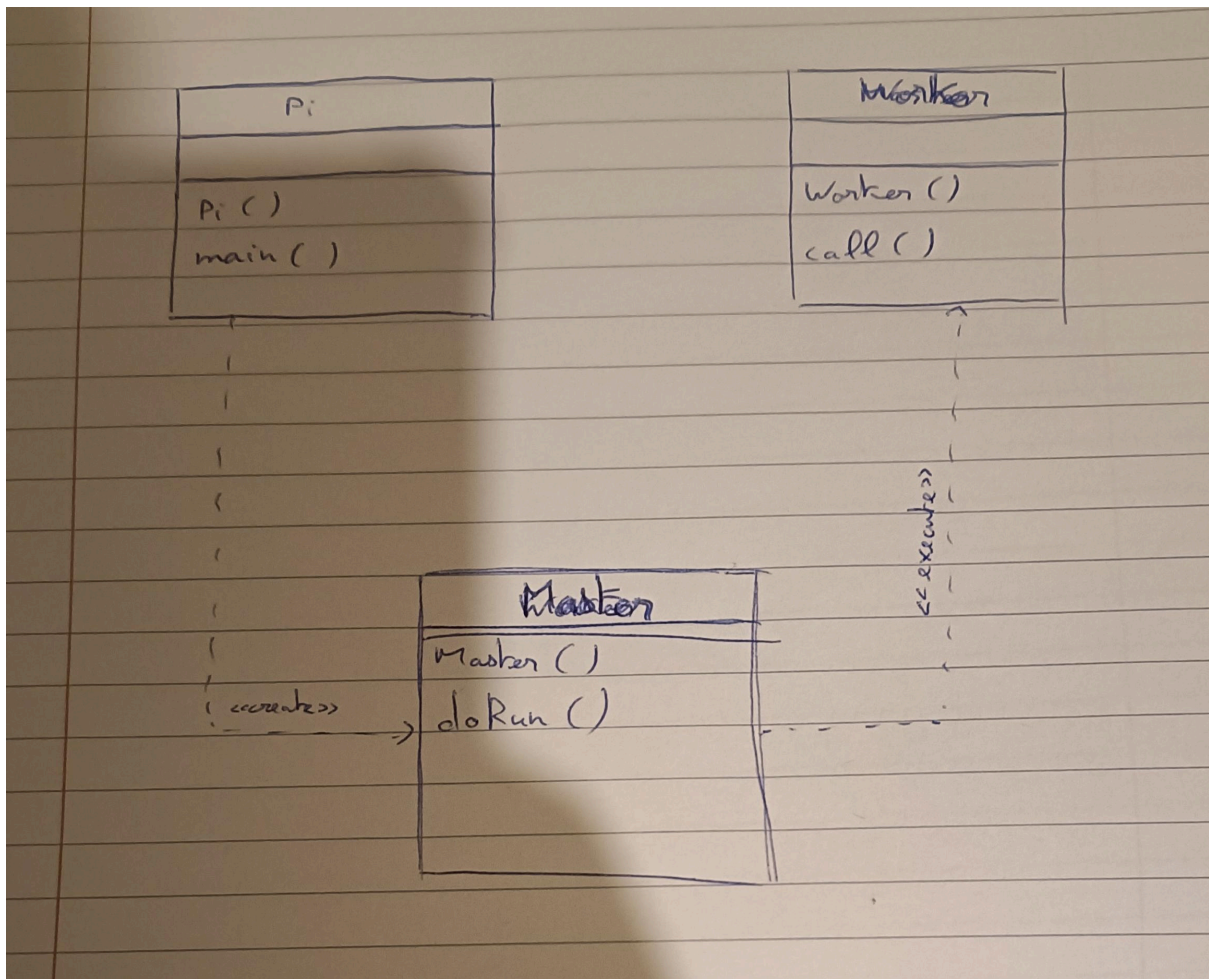 Pi
Pi ()
main ()
Worker
Worker ()
call ()
<<execute>>
Master
Master ()
doRun ()
<<create>>